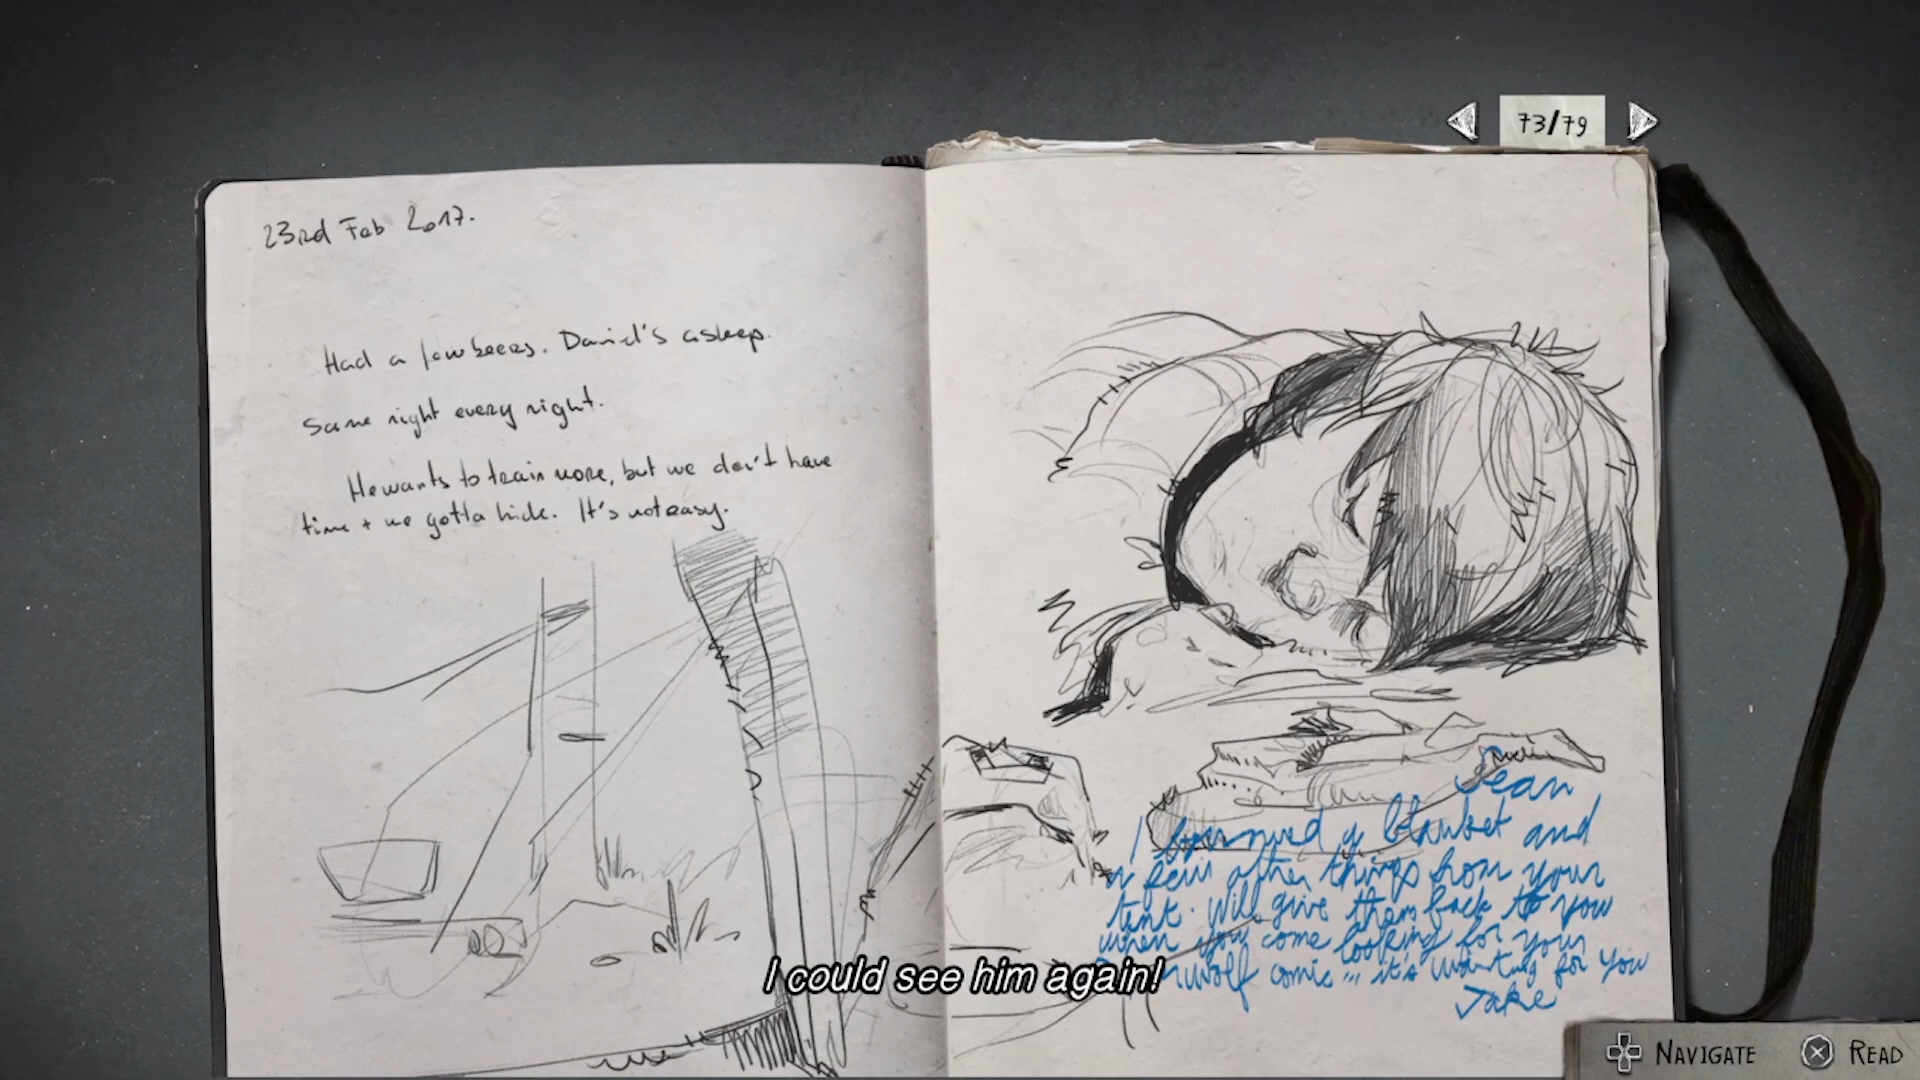 73/79
23rd Feb 2017.
Had a few beers. Daniel's asleep.
Same night every night.
He wants to train more, but we don't have
time + we gotta hide. It's not easy.
Sean
I borrowed a blanket and
a few other things from your
tent. Will give them back to you
when you come looking for your
wolf comic... it's waiting for you
Jake
I could see him again!
NAVIGATE
READ